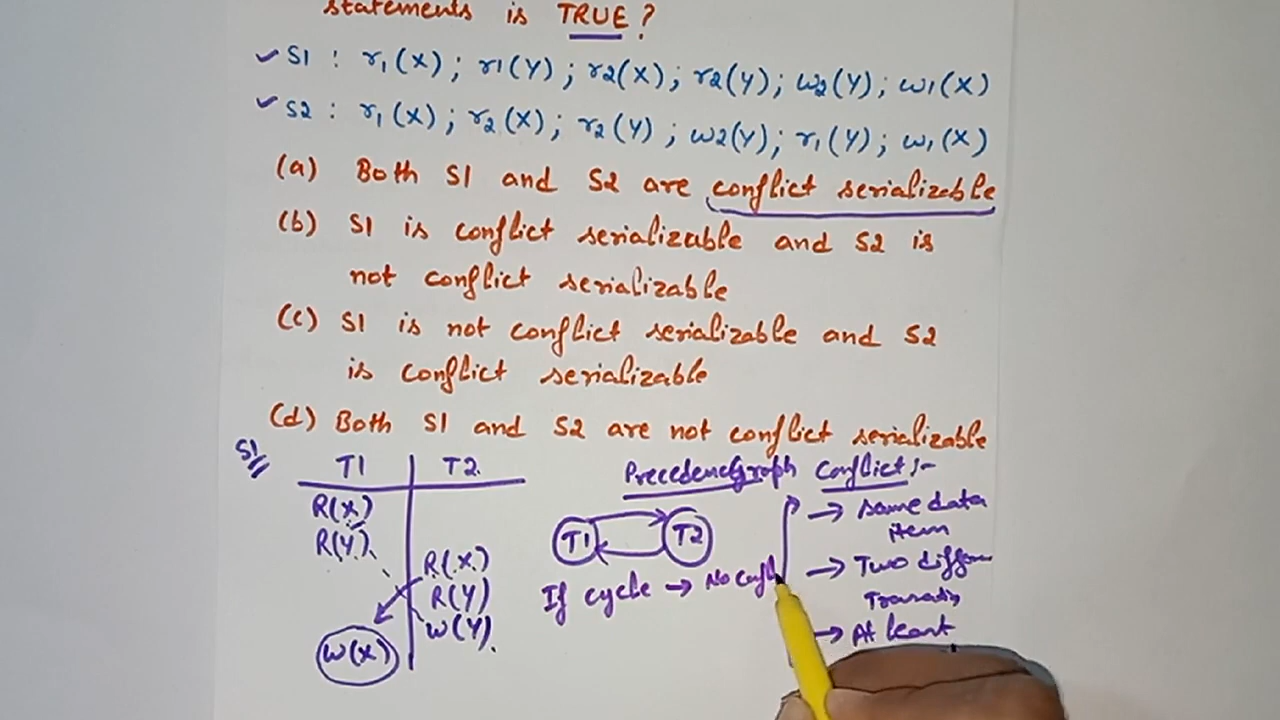 statements is TRUE ?
S1 : r1(X) ; r1(Y) ; r2(X) ; r2(Y) ; w2(Y) ; w1(X)
S2 : r1(X) ; r2(X) ; r2(Y) ; w2(Y) ; r1(Y) ; w1(X)
(a) Both S1 and S2 are conflict serializable
(b) S1 is conflict serializable and S2 is
not conflict serializable
(c) S1 is not conflict serializable and S2
is conflict serializable
(d) Both S1 and S2 are not conflict serializable
S1
T1 T2
R(X)
R(Y)
R(X)
R(Y)
W(Y)
W(X)
T1 T2
If cycle → No
Conflict :-
→ same data
item
→ Two
→ At least